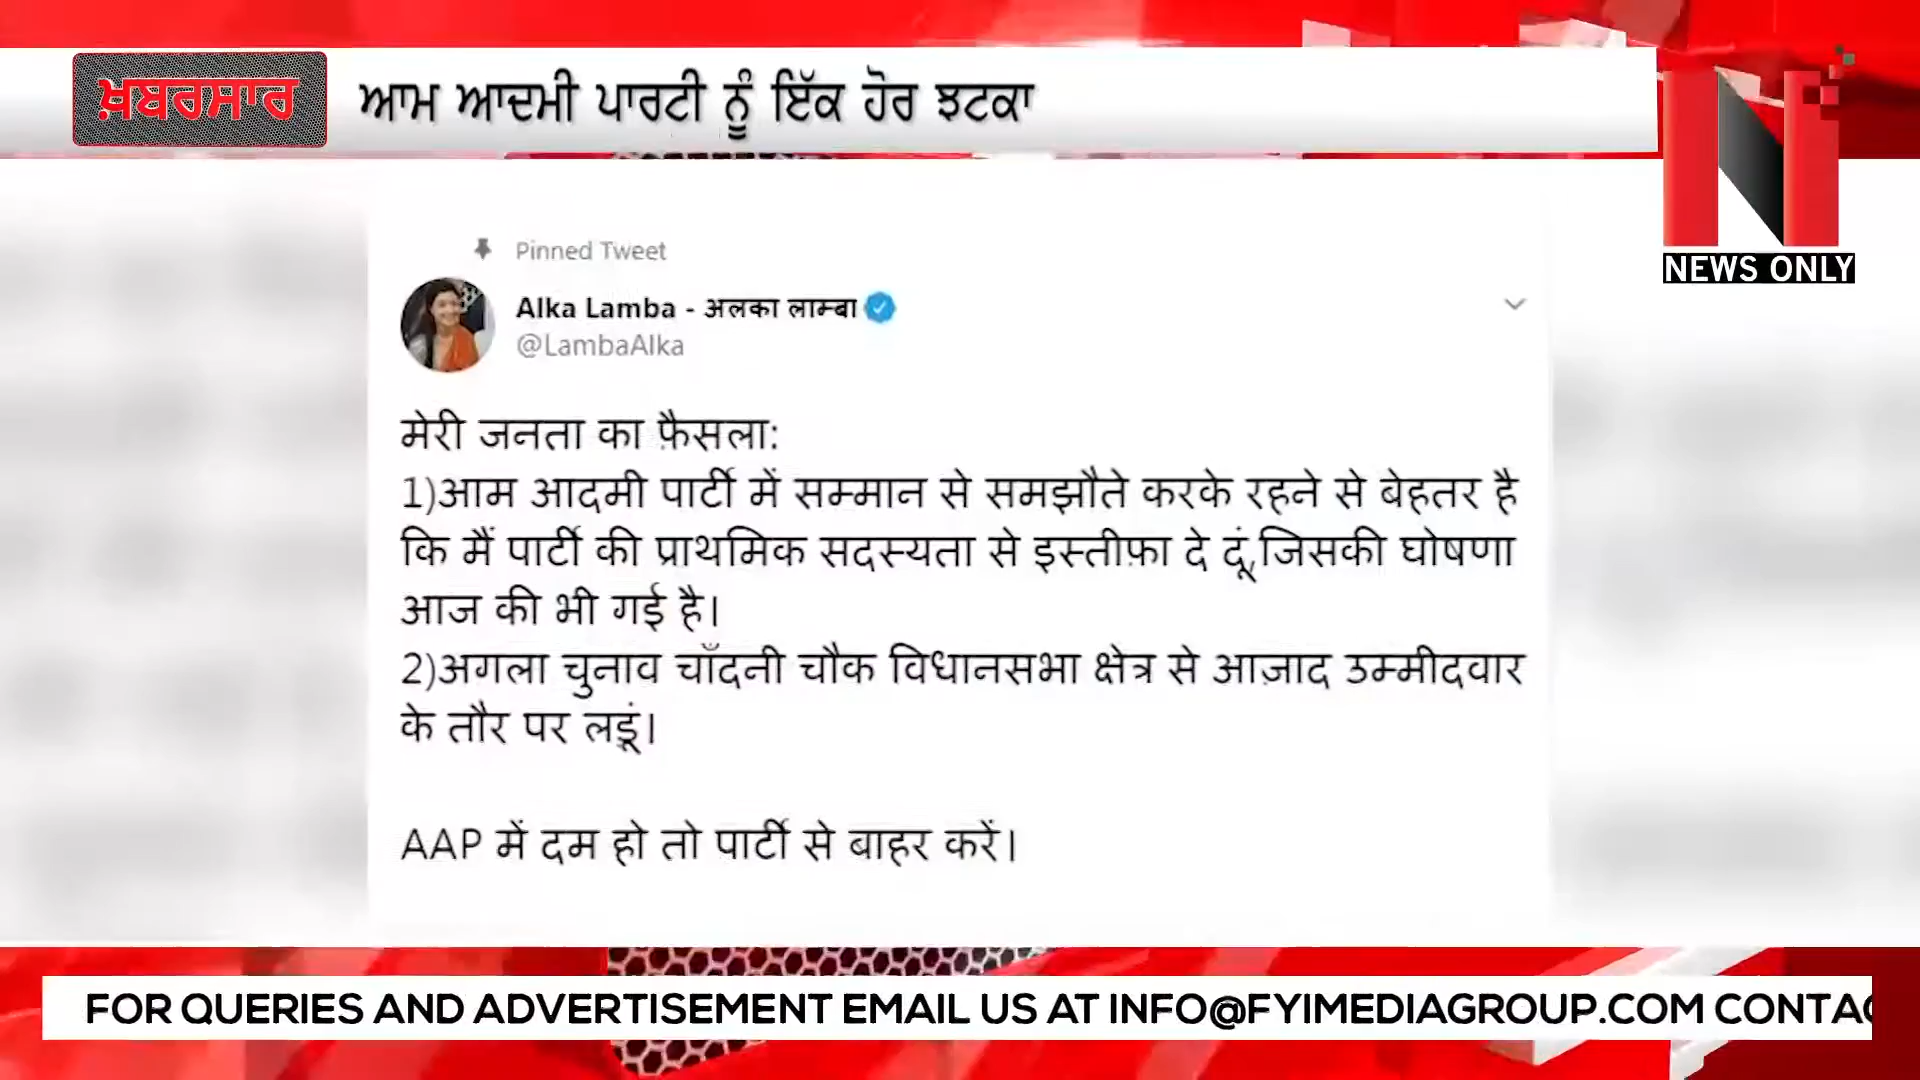 ਖ਼ਬਰਸਾਰ
ਆਮ ਆਦਮੀ ਪਾਰਟੀ ਨੂੰ ਇੱਕ ਹੋਰ ਝਟਕਾ
NEWS ONLY
Pinned Tweet
Alka Lamba - अलका लाम्बा
@LambaAlka
मेरी जनता का फ़ैसला:
1)आम आदमी पार्टी में सम्मान से समझौते करके रहने से बेहतर है
कि मैं पार्टी की प्राथमिक सदस्यता से इस्तीफ़ा दे दूं,जिसकी घोषणा
आज की भी गई है।
2)अगला चुनाव चाँदनी चौक विधानसभा क्षेत्र से आज़ाद उम्मीदवार
के तौर पर लड़ूं।
AAP में दम हो तो पार्टी से बाहर करें।
FOR QUERIES AND ADVERTISEMENT EMAIL US AT INFO@FYIMEDIAGROUP.COM CONTAC